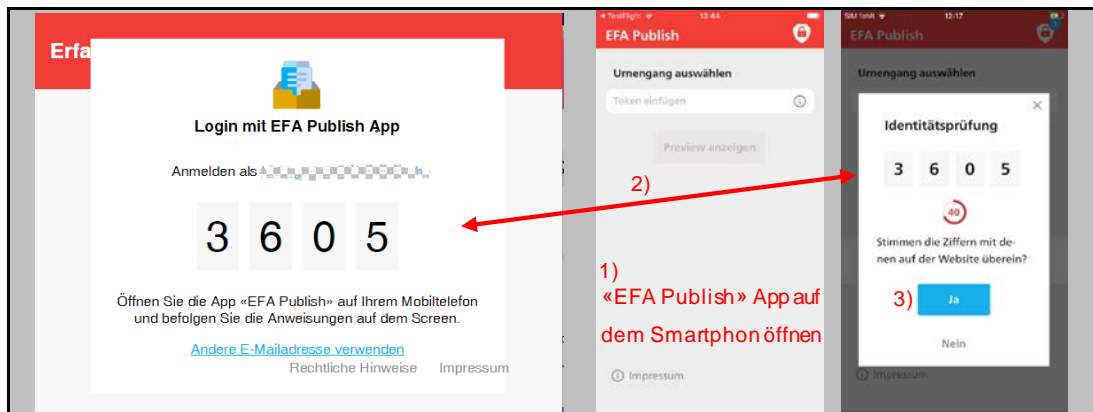 Erfa
Login mit EFA Publish App
Anmelden als
3 6 0 5
Öffnen Sie die App «EFA Publish» auf Ihrem Mobiltelefon
und befolgen Sie die Anweisungen auf dem Screen.
Andere E-Mailadresse verwenden
Rechtliche Hinweise Impressum
2)
TestFlight 13:44
EFA Publish
Urnengang auswählen
Token einfügen
Preview anzeigen
1)
«EFA Publish» App auf
dem Smartphon öffnen
Impressum
SIM fehlt 12:17
EFA Publish
Urnengang auswählen
Identitätsprüfung
3 6 0 5
40
Stimmen die Ziffern mit de-
nen auf der Website überein?
3) Ja
Nein
Impressum